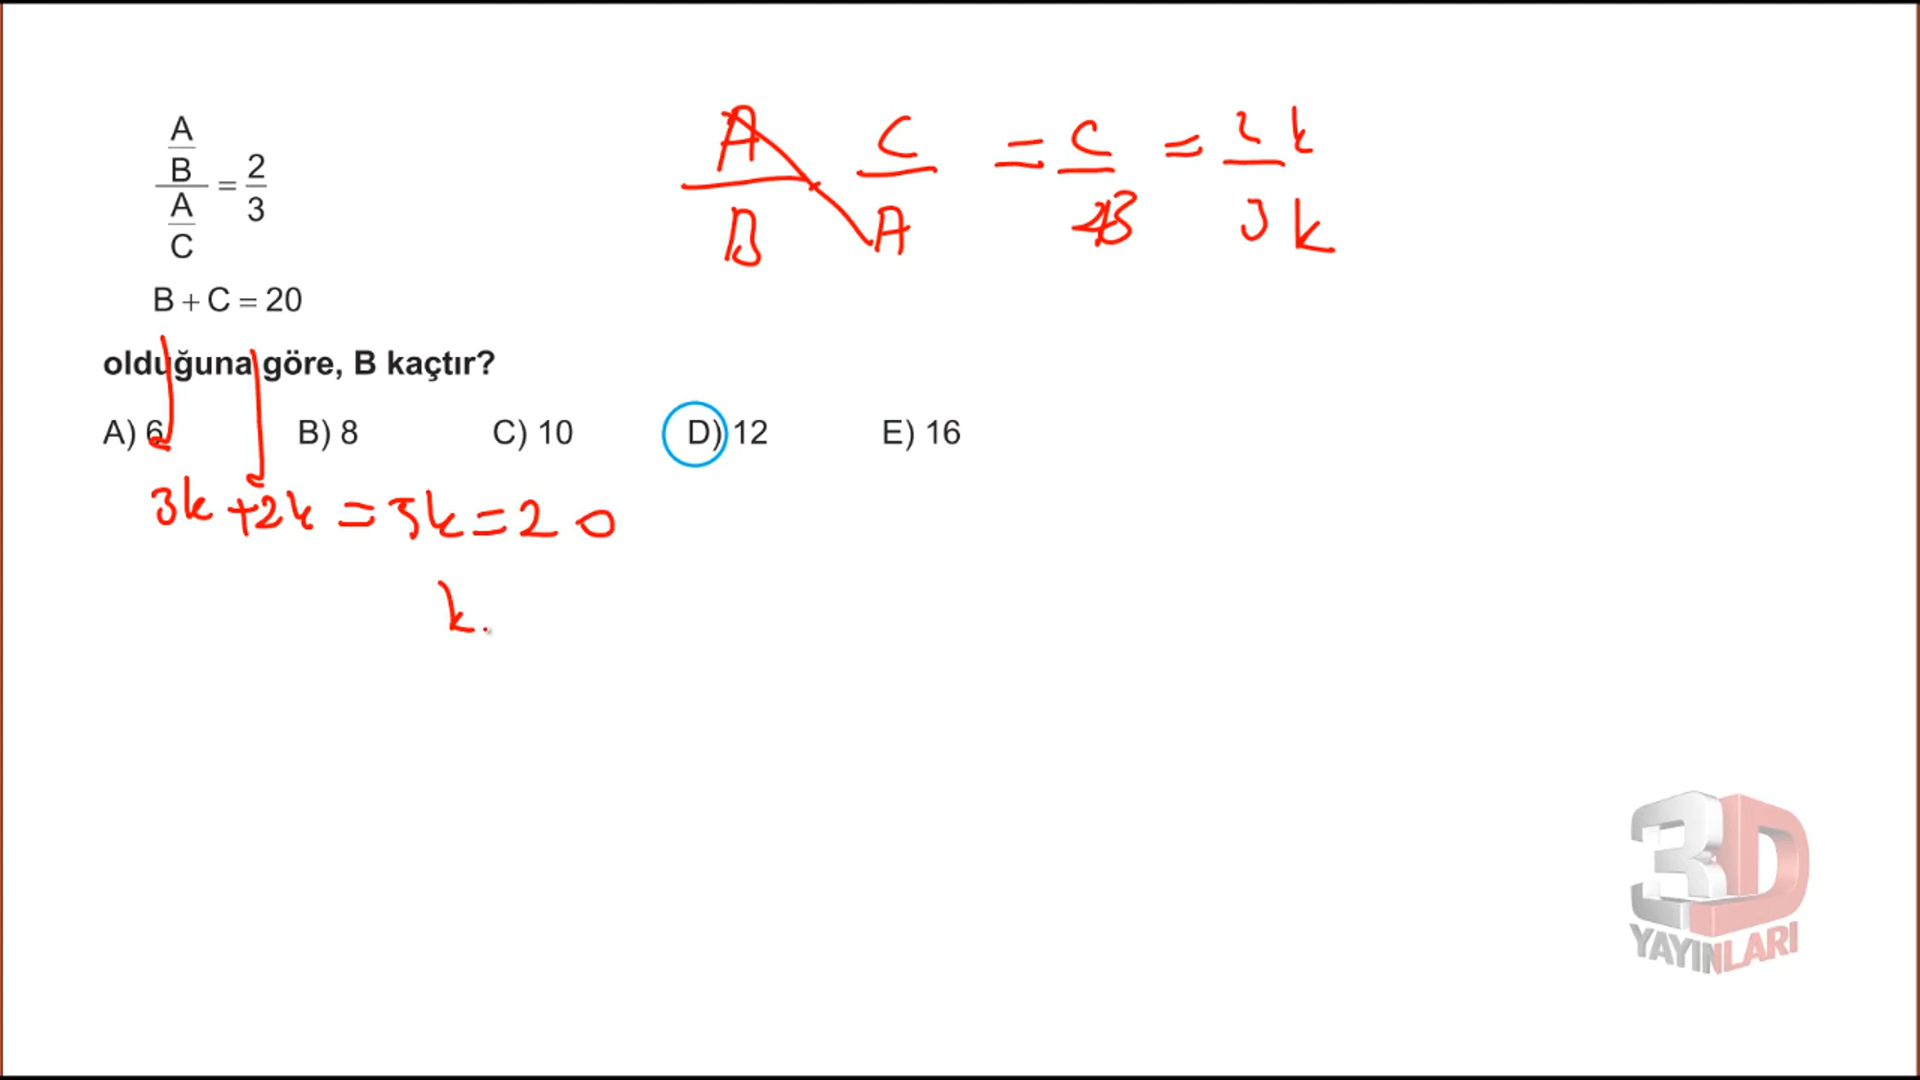 A
B
A
C
= 2
3
B + C = 20
olduğuna göre, B kaçtır?
A) 6 B) 8 C) 10 D) 12 E) 16
A C = C = 2k
B A B 3k
3k +2k = 5k = 20
k.
3D
YAYINLARI